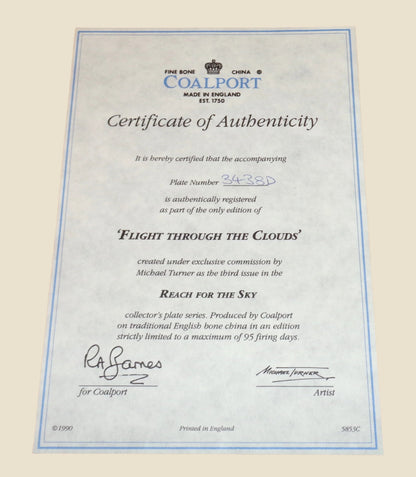 FINE BONE CHINA ®
COALPORT
MADE IN ENGLAND
EST. 1750
Certificate of Authenticity
It is hereby certified that the accompanying
Plate Number 3438D
is authentically registered
as part of the only edition of
'FLIGHT THROUGH THE CLOUDS'
created under exclusive commission by
Michael Turner as the third issue in the
REACH FOR THE SKY
collector's plate series. Produced by Coalport
on traditional English bone china in an edition
strictly limited to a maximum of 95 firing days.
RA Barnes
MICHAEL TURNER
for Coalport
Artist
©1990
Printed in England
5853C